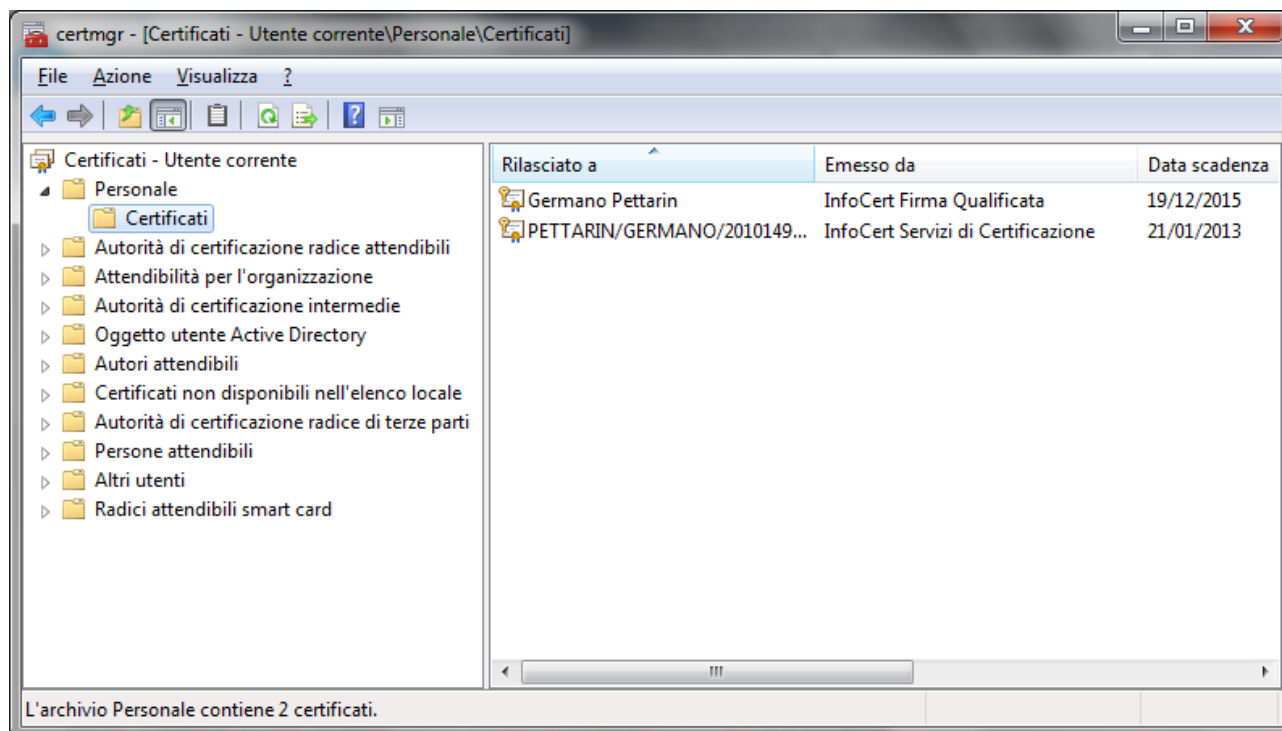 certmgr - [Certificati - Utente corrente\Personale\Certificati]
File Azione Visualizza ?
Certificati - Utente corrente
Personale
Certificati
Autorità di certificazione radice attendibili
Attendibilità per l'organizzazione
Autorità di certificazione intermedie
Oggetto utente Active Directory
Autori attendibili
Certificati non disponibili nell'elenco locale
Autorità di certificazione radice di terze parti
Persone attendibili
Altri utenti
Radici attendibili smart card
Rilasciato a Emesso da Data scadenza
Germano Pettarin InfoCert Firma Qualificata 19/12/2015
PETTARIN/GERMANO/2010149... InfoCert Servizi di Certificazione 21/01/2013
L'archivio Personale contiene 2 certificati.